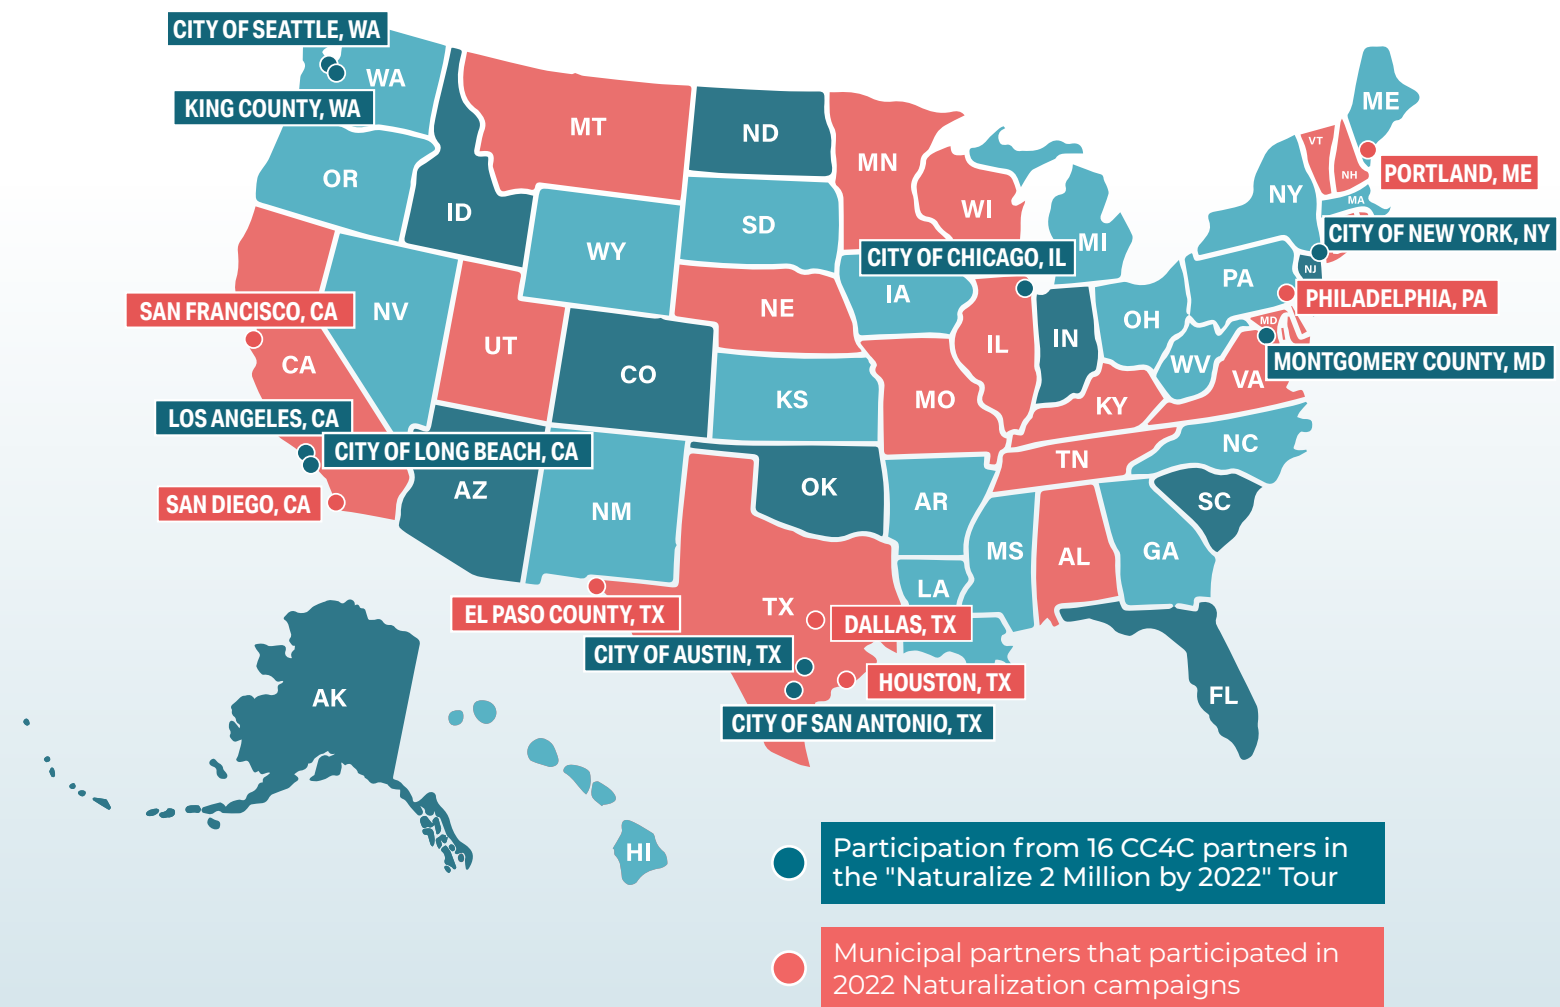 CITY OF SEATTLE, WA
WA
KING COUNTY, WA
OR
ID
MT
ND
MN
WI
MI
ME
VT
NH
PORTLAND, ME
NY
MA
CITY OF NEW YORK, NY
SD
WY
CITY OF CHICAGO, IL
IA
NE
NV
SAN FRANCISCO, CA
CA
UT
CO
KS
MO
IL
IN
OH
PA
NJ
PHILADELPHIA, PA
MD
MONTGOMERY COUNTY, MD
WV
VA
KY
LOS ANGELES, CA
CITY OF LONG BEACH, CA
SAN DIEGO, CA
AZ
NM
OK
AR
TN
NC
SC
MS
AL
GA
LA
TX
EL PASO COUNTY, TX
DALLAS, TX
CITY OF AUSTIN, TX
HOUSTON, TX
CITY OF SAN ANTONIO, TX
FL
AK
HI
Participation from 16 CC4C partners in
the "Naturalize 2 Million by 2022" Tour
Municipal partners that participated in
2022 Naturalization campaigns